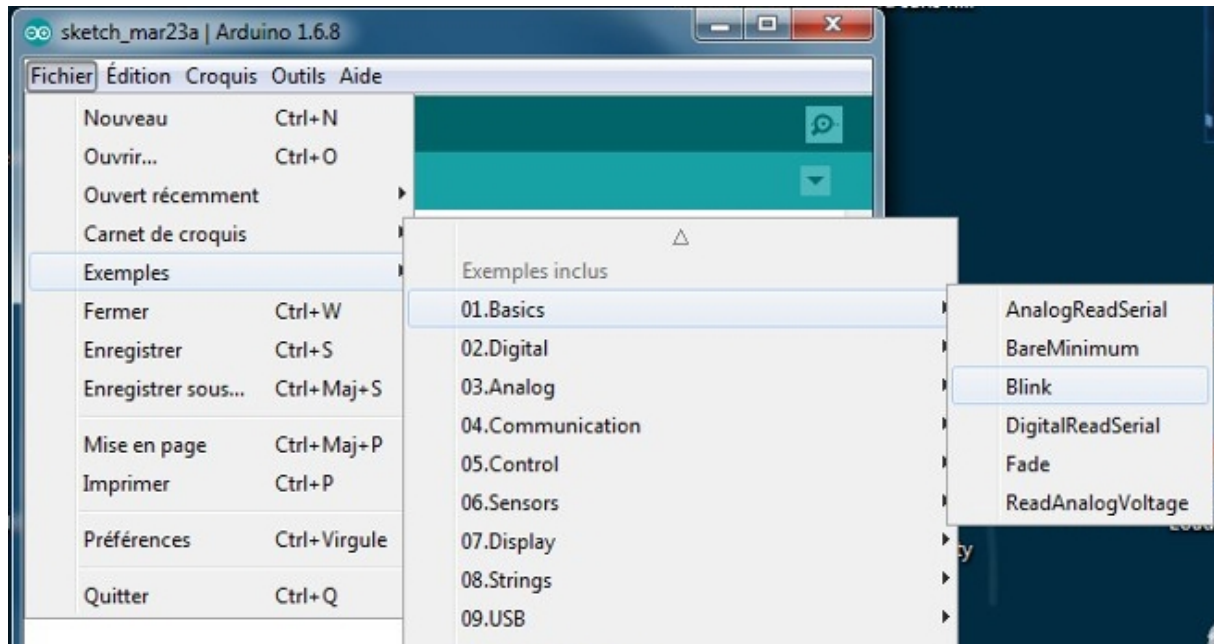 sketch_mar23a | Arduino 1.6.8
Fichier Édition Croquis Outils Aide
Nouveau Ctrl+N
Ouvrir... Ctrl+O
Ouvert récemment
Carnet de croquis
Exemples
Fermer Ctrl+W
Enregistrer Ctrl+S
Enregistrer sous... Ctrl+Maj+S
Mise en page Ctrl+Maj+P
Imprimer Ctrl+P
Préférences Ctrl+Virgule
Quitter Ctrl+Q
Exemples inclus
01.Basics
02.Digital
03.Analog
04.Communication
05.Control
06.Sensors
07.Display
08.Strings
09.USB
AnalogReadSerial
BareMinimum
Blink
DigitalReadSerial
Fade
ReadAnalogVoltage